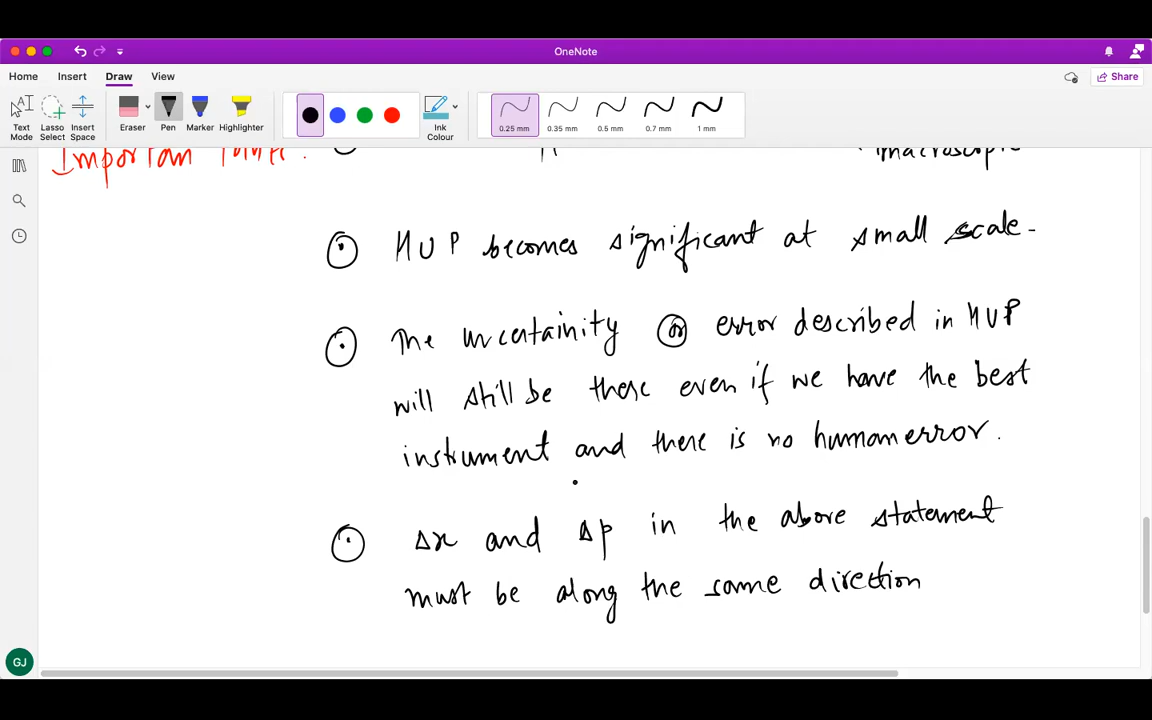 OneNote
Home Insert Draw View
Share
Text Mode
Lasso Select
Insert Space
Eraser
Pen
Marker
Highlighter
Ink Colour
0.25 mm
0.35 mm
0.5 mm
0.7 mm
1 mm
Important
macroscopic
HUP becomes significant at small scale-
The uncertainity or error described in HUP
will still be there even if we have the best
instrument and there is no human error.
Δx and Δp in the above statement
must be along the same direction
GJ